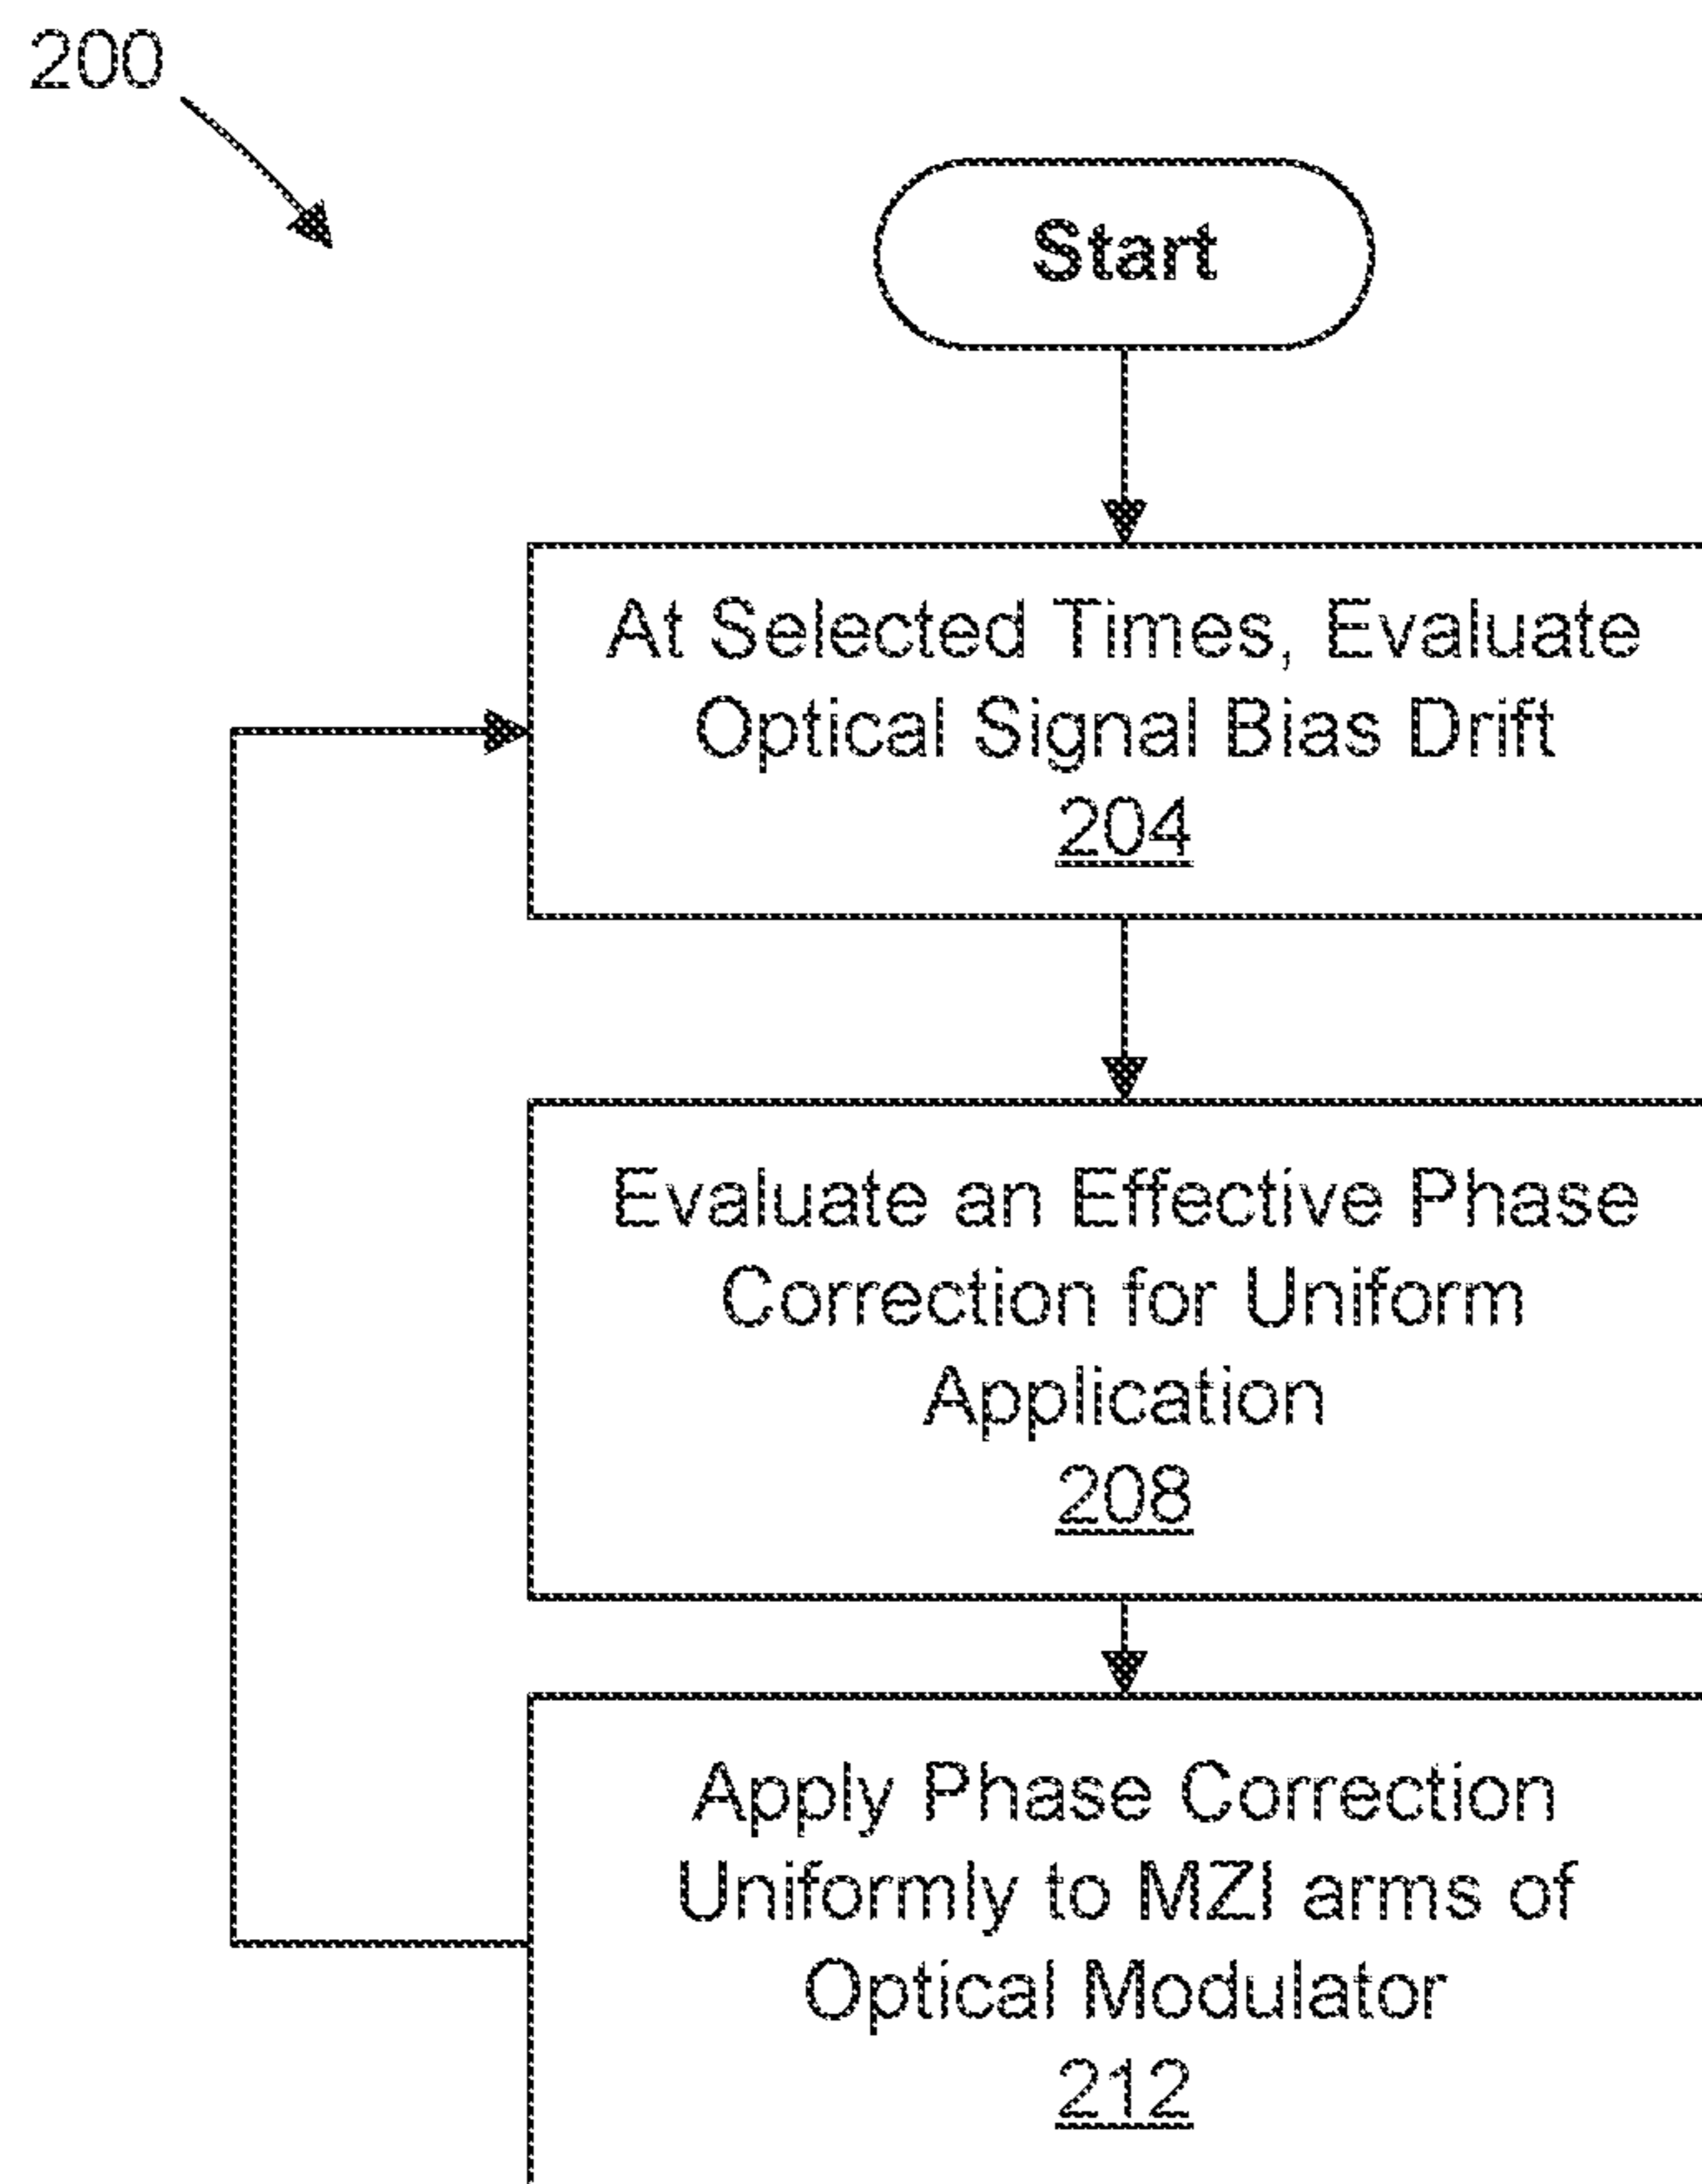 200
Start
At Selected Times, Evaluate
Optical Signal Bias Drift
204
Evaluate an Effective Phase
Correction for Uniform
Application
208
Apply Phase Correction
Uniformly to MZI arms of
Optical Modulator
212